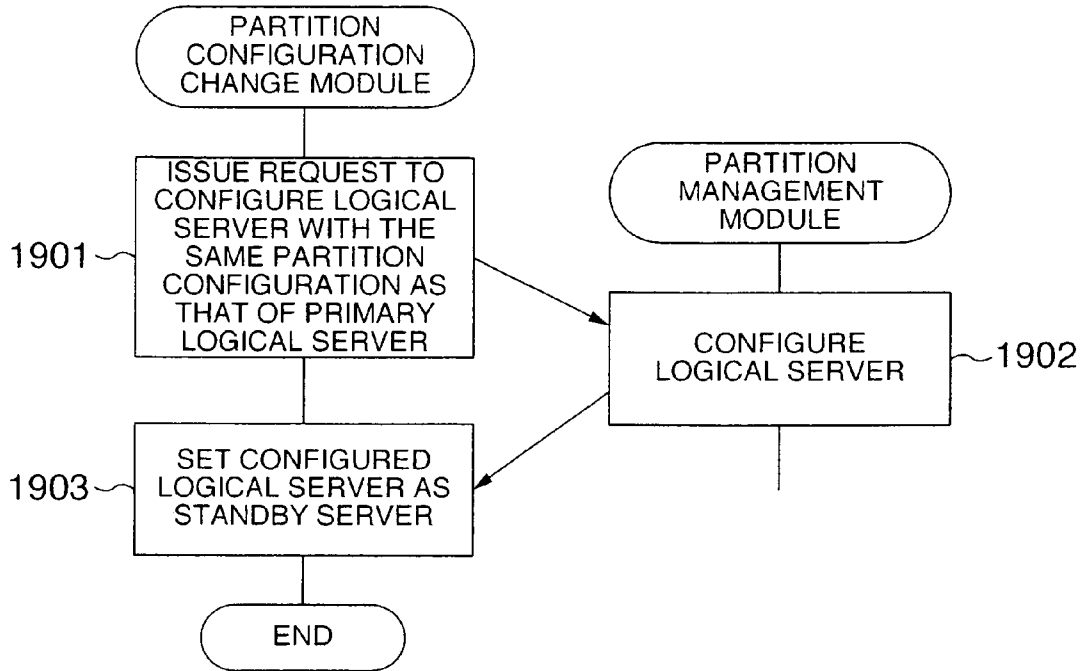 PARTITION
CONFIGURATION
CHANGE MODULE
1901
ISSUE REQUEST TO
CONFIGURE LOGICAL
SERVER WITH THE
SAME PARTITION
CONFIGURATION AS
THAT OF PRIMARY
LOGICAL SERVER
PARTITION
MANAGEMENT
MODULE
CONFIGURE
LOGICAL SERVER
1902
1903
SET CONFIGURED
LOGICAL SERVER AS
STANDBY SERVER
END